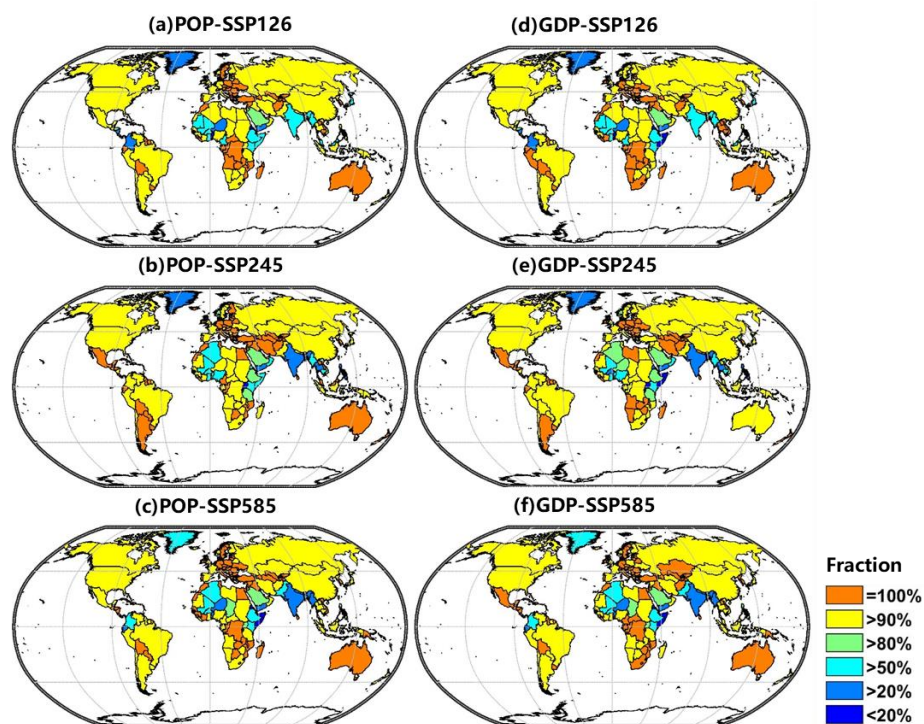 (a)POP-SSP126
(d)GDP-SSP126
(b)POP-SSP245
(e)GDP-SSP245
(c)POP-SSP585
(f)GDP-SSP585
Fraction
=100%
>90%
>80%
>50%
>20%
<20%